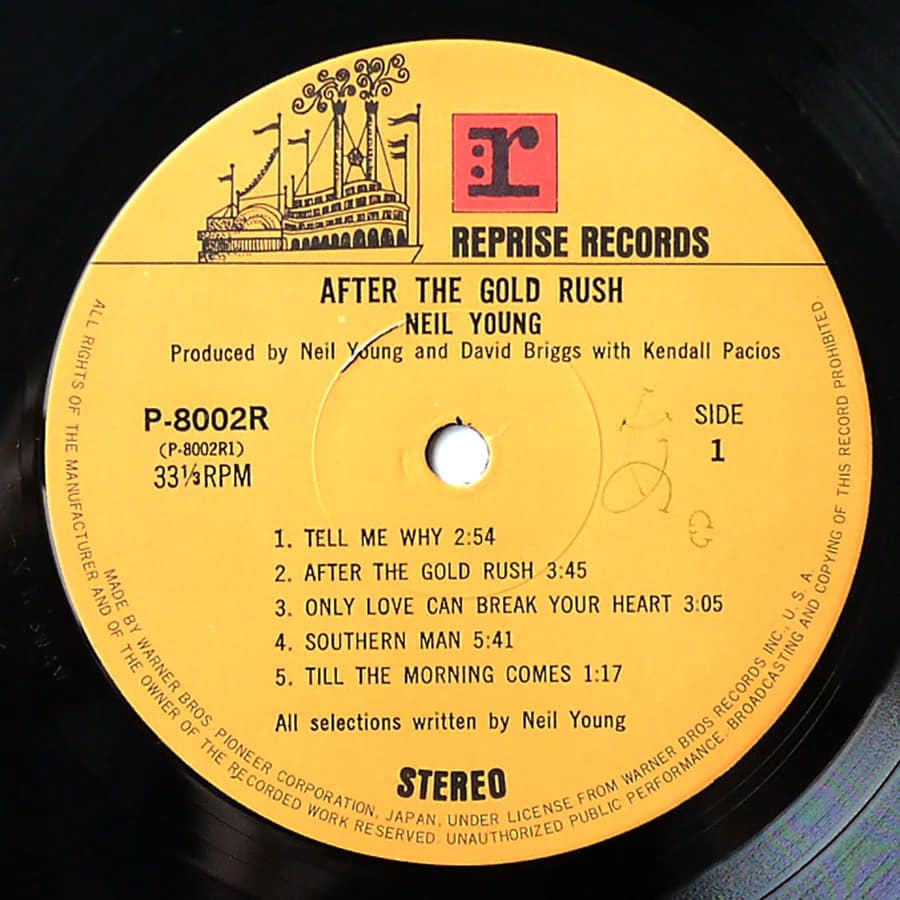 r
REPRISE RECORDS
AFTER THE GOLD RUSH
NEIL YOUNG
Produced by Neil Young and David Briggs with Kendall Pacios
P-8002R
(P-8002R1)
33⅓RPM
SIDE
1
1. TELL ME WHY 2:54
2. AFTER THE GOLD RUSH 3:45
3. ONLY LOVE CAN BREAK YOUR HEART 3:05
4. SOUTHERN MAN 5:41
5. TILL THE MORNING COMES 1:17
All selections written by Neil Young
STEREO
MADE BY WARNER BROS. PIONEER CORPORATION, JAPAN, UNDER LICENSE FROM WARNER BROS RECORDS INC., U. S. A.
ALL RIGHTS OF THE MANUFACTURER AND OF THE OWNER OF THE RECORDED WORK RESERVED. UNAUTHORIZED PUBLIC PERFORMANCE, BROADCASTING AND COPYING OF THIS RECORD PROHIBITED.